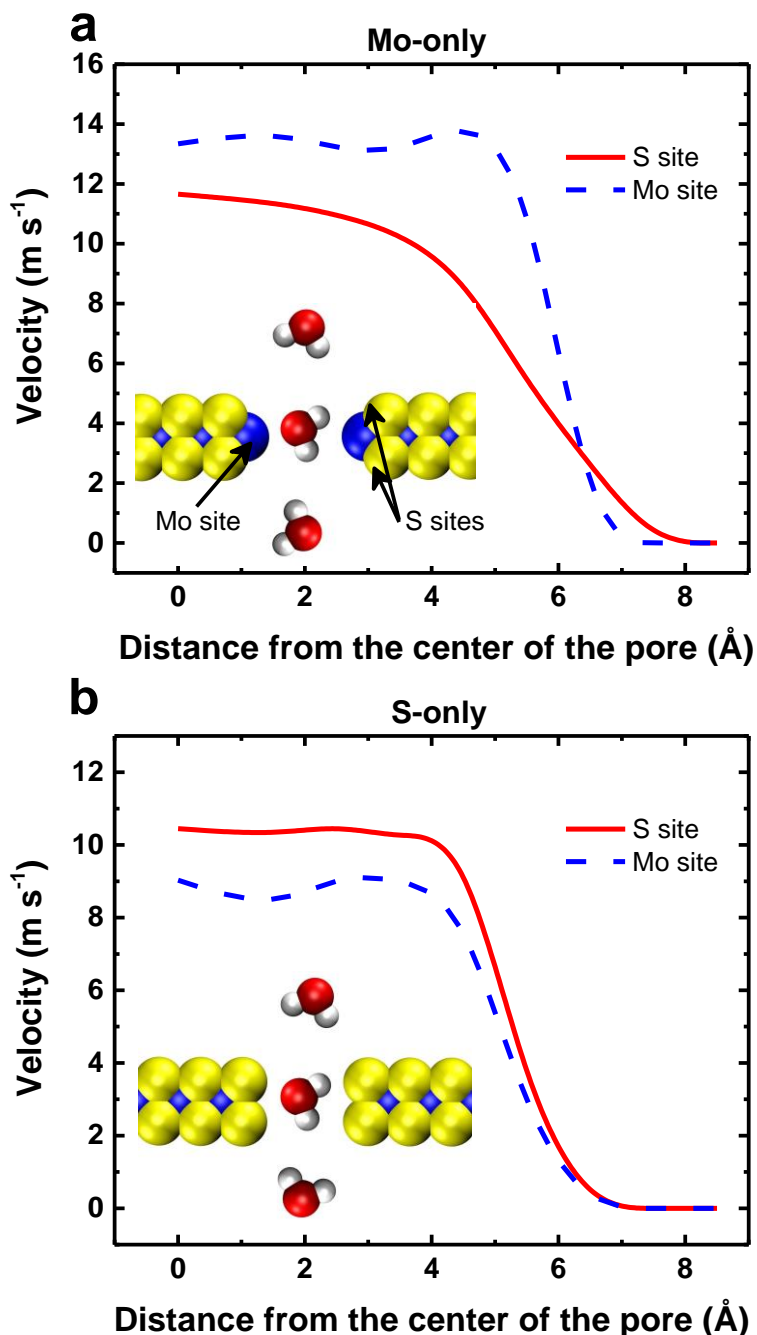 a
Mo-only
16
14
12
10
8
6
4
2
0
Velocity (m s-1)
S site
Mo site
Mo site
S sites
0 2 4 6 8
Distance from the center of the pore (Å)
b
S-only
12
10
8
6
4
2
0
Velocity (m s-1)
S site
Mo site
0 2 4 6 8
Distance from the center of the pore (Å)